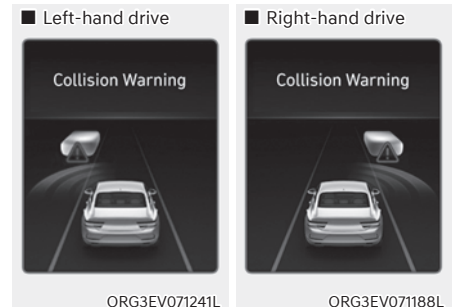 ■ Left-hand drive
Collision Warning
ORG3EV071241L
■ Right-hand drive
Collision Warning
ORG3EV071188L